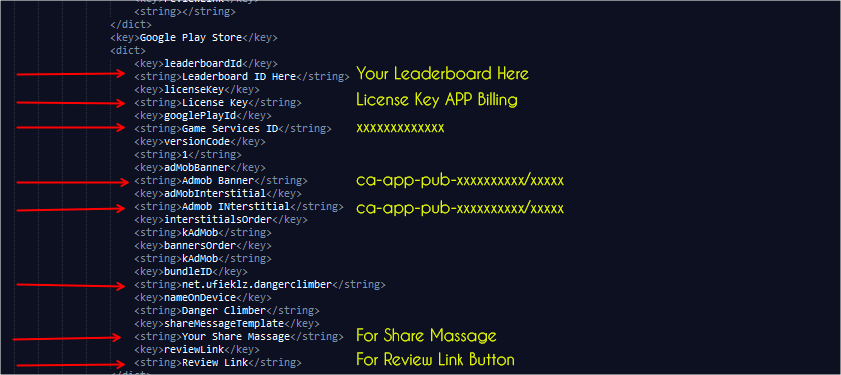 <key>reviewLink</key>
<string></string>
</dict>
<key>Google Play Store</key>
<dict>
<key>leaderboardId</key>
<string>Leaderboard ID Here</string> Your Leaderboard Here
<key>licenseKey</key>
<string>License Key</string> License Key APP Billing
<key>googlePlayId</key>
<string>Game Services ID</string> xxxxxxxxxxxxx
<key>versionCode</key>
<string>1</string>
<key>adMobBanner</key>
<string>Admob Banner</string> ca-app-pub-xxxxxxxxxx/xxxxx
<key>adMobInterstitial</key>
<string>Admob INterstitial</string> ca-app-pub-xxxxxxxxxx/xxxxx
<key>interstitialsOrder</key>
<string>kAdMob</string>
<key>bannersOrder</key>
<string>kAdMob</string>
<key>bundleID</key>
<string>net.ufieklz.dangerclimber</string>
<key>nameOnDevice</key>
<string>Danger Climber</string>
<key>shareMessageTemplate</key>
<string>Your Share Massage</string> For Share Massage
<key>reviewLink</key>
<string>Review Link</string> For Review Link Button
</dict>